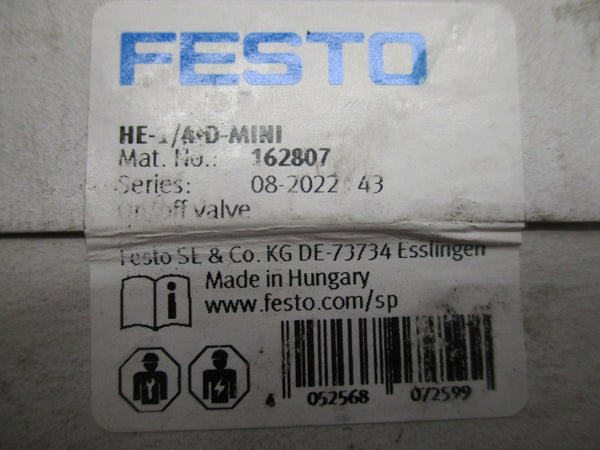 FESTO
HE-1/4-D-MINI
Mat. No.: 162807
Series: 08-2022 43
On/off valve
Festo SE & Co. KG DE-73734 Esslingen
Made in Hungary
www.festo.com/sp
4 052568 072599